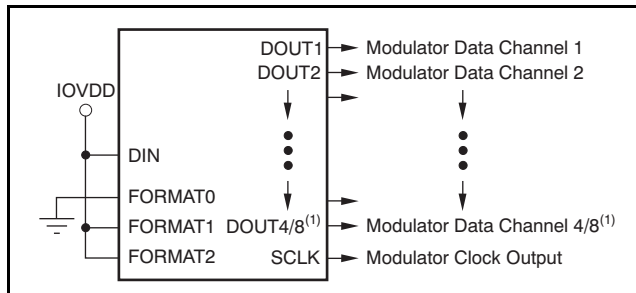 DOUT1 Modulator Data Channel 1
DOUT2 Modulator Data Channel 2
IOVDD
DIN
FORMAT0
FORMAT1 DOUT4/8(1) Modulator Data Channel 4/8(1)
FORMAT2 SCLK Modulator Clock Output